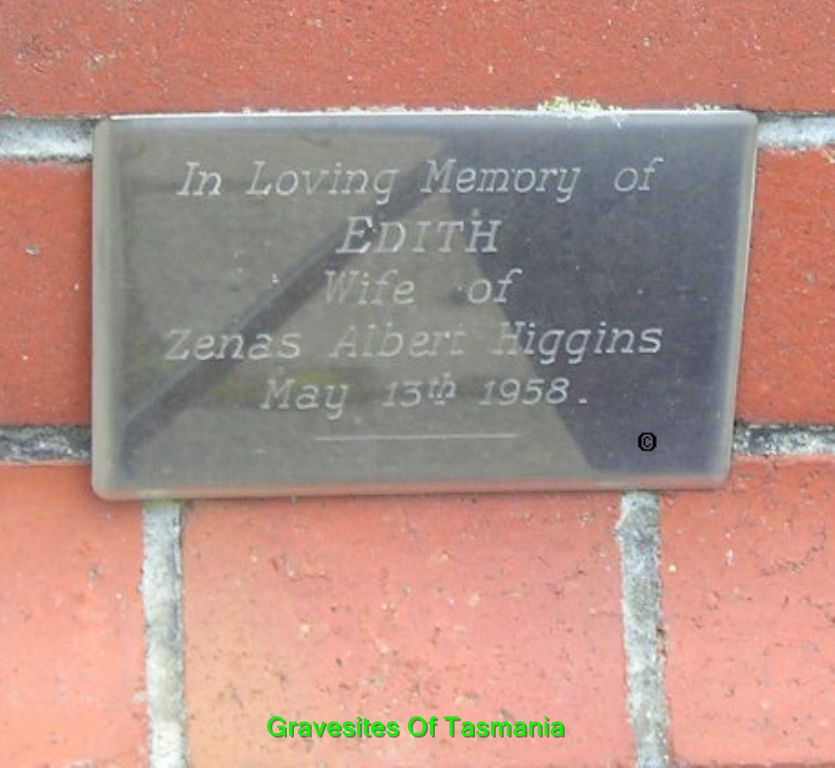 In Loving Memory of
EDITH
Wife of
Zenas Albert Higgins
May 13th 1958.
©
Gravesites Of Tasmania